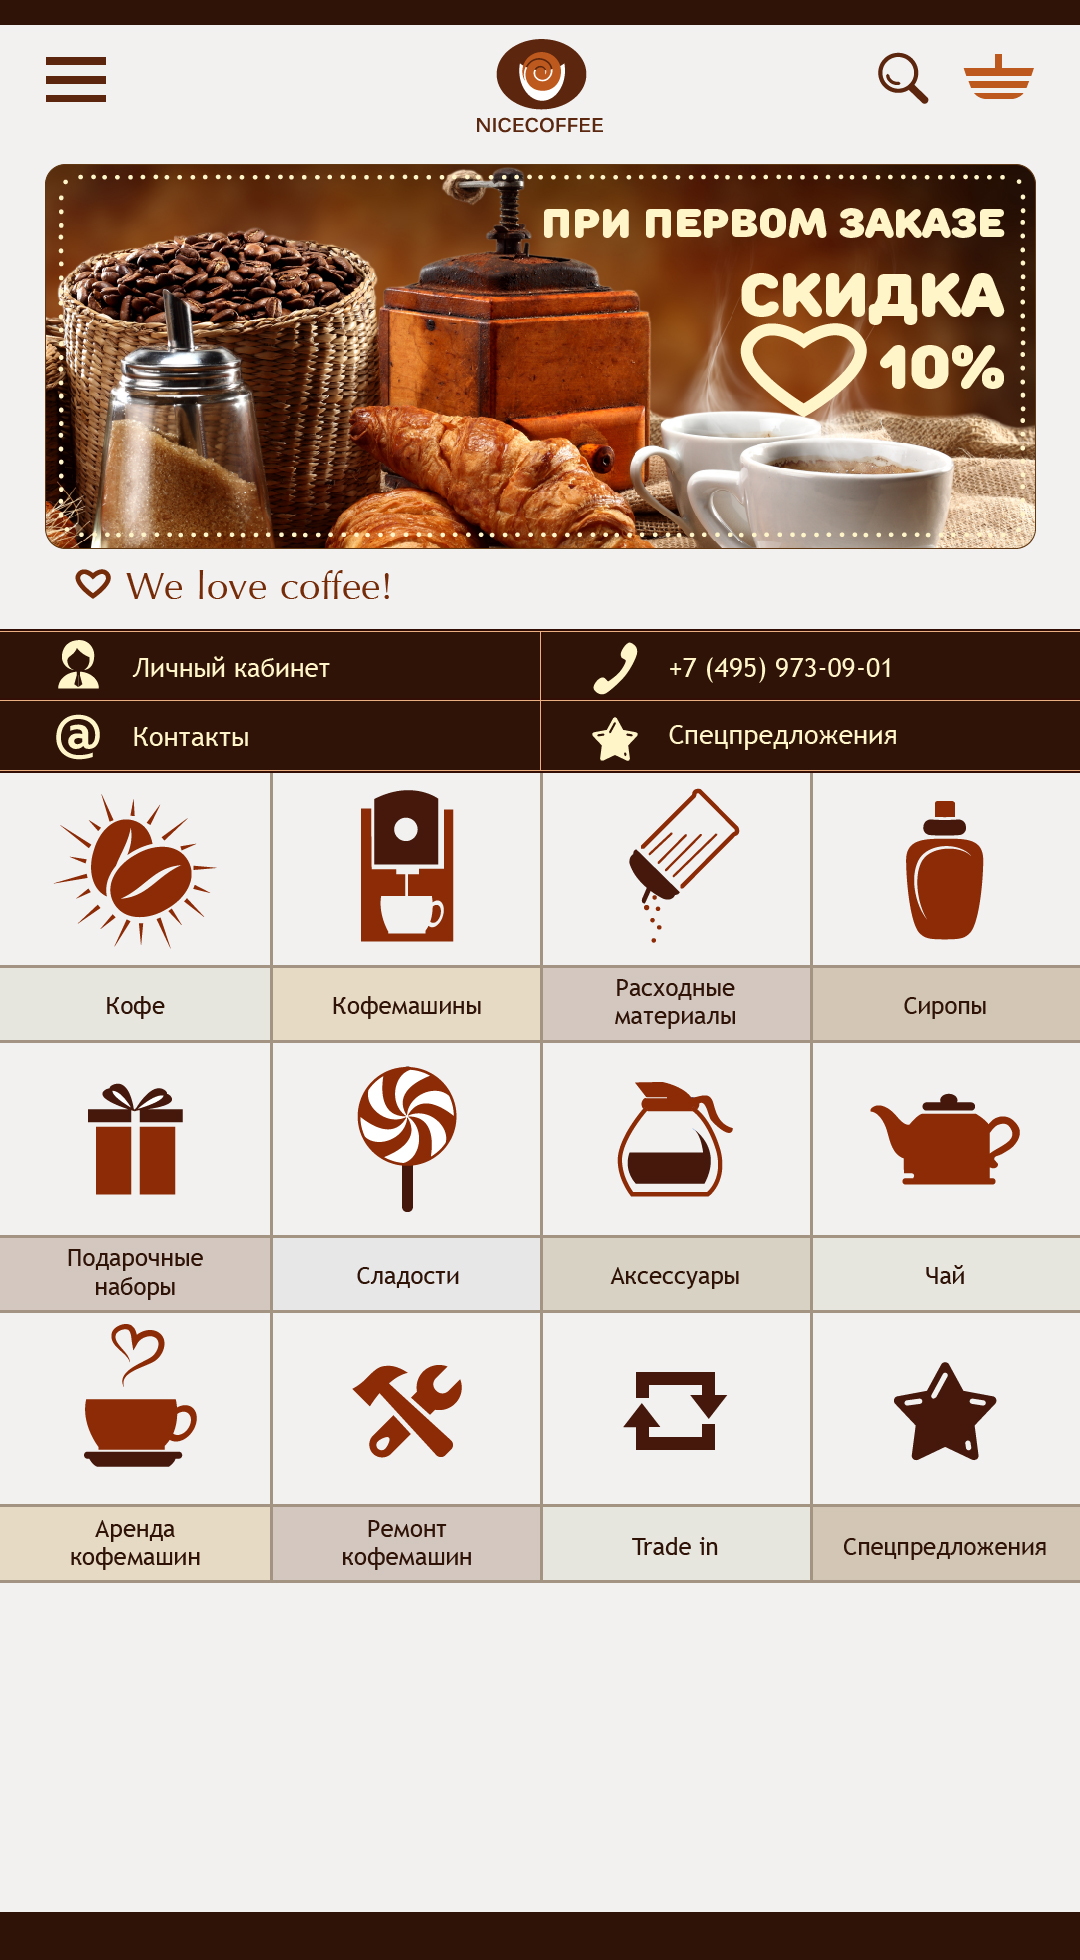 NICECOFFEE
ПРИ ПЕРВОМ ЗАКАЗЕ
СКИДКА
10%
We love coffee!
Личный кабинет
+7 (495) 973-09-01
@ Контакты
Спецпредложения
Кофе
Кофемашины
Расходные
материалы
Сиропы
Подарочные
наборы
Сладости
Аксессуары
Чай
Аренда
кофемашин
Ремонт
кофемашин
Trade in
Спецпредложения